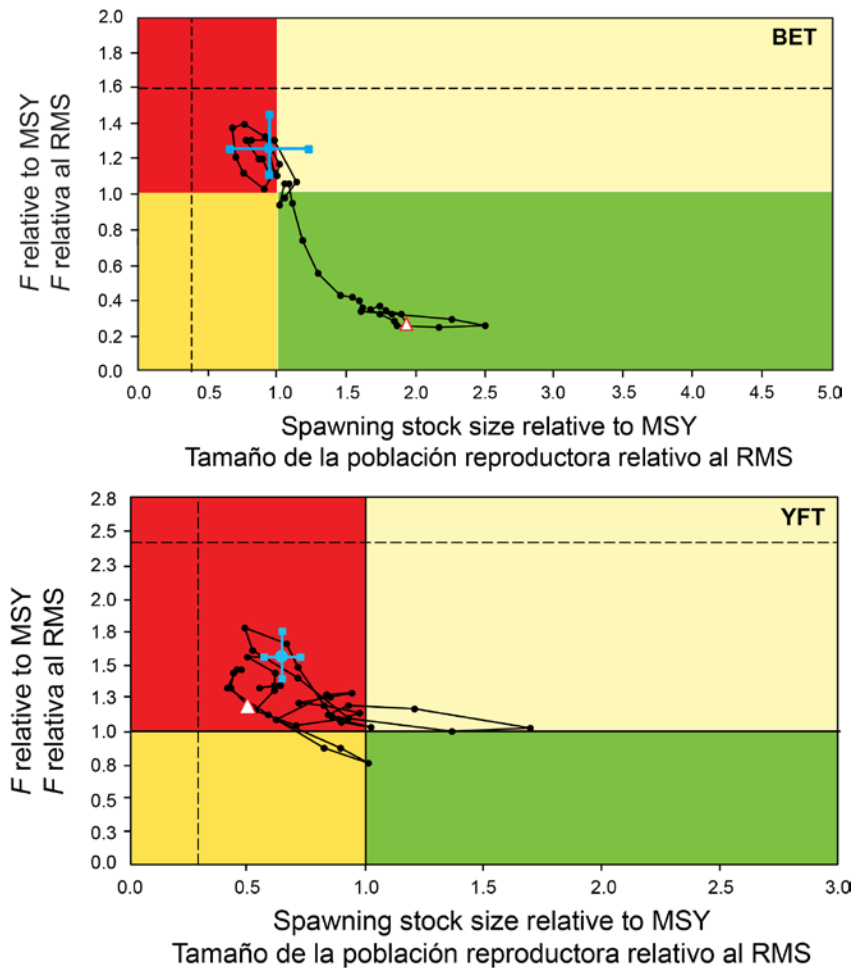 BET
2.0
1.8
1.6
1.4
1.2
1.0
0.8
0.6
0.4
0.2
0.0
F relative to MSY
F relativa al RMS
0.0 0.5 1.0 1.5 2.0 2.5 3.0 3.5 4.0 4.5 5.0
Spawning stock size relative to MSY
Tamaño de la población reproductora relativo al RMS
YFT
2.8
2.5
2.3
2.0
1.8
1.5
1.3
1.0
0.8
0.5
0.3
0.0
F relative to MSY
F relativa al RMS
0.0 0.5 1.0 1.5 2.0 2.5 3.0
Spawning stock size relative to MSY
Tamaño de la población reproductora relativo al RMS